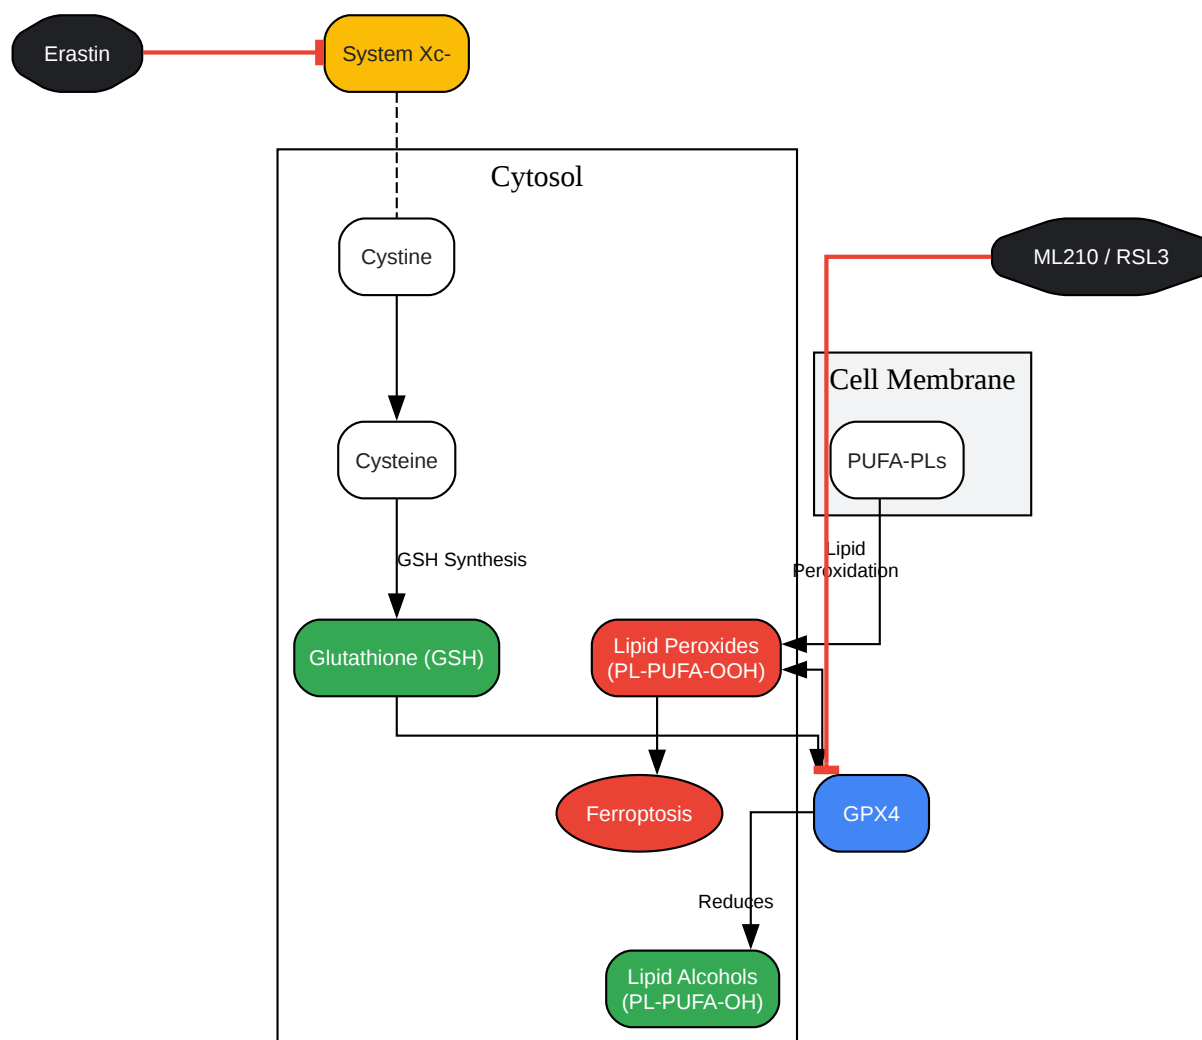 Erastin
System Xc-
Cytosol
Cystine
ML210 / RSL3
Cell Membrane
Cysteine
PUFA-PLs
GSH Synthesis
Lipid
Peroxidation
Glutathione (GSH)
Lipid Peroxides
(PL-PUFA-OOH)
Ferroptosis
GPX4
Reduces
Lipid Alcohols
(PL-PUFA-OH)